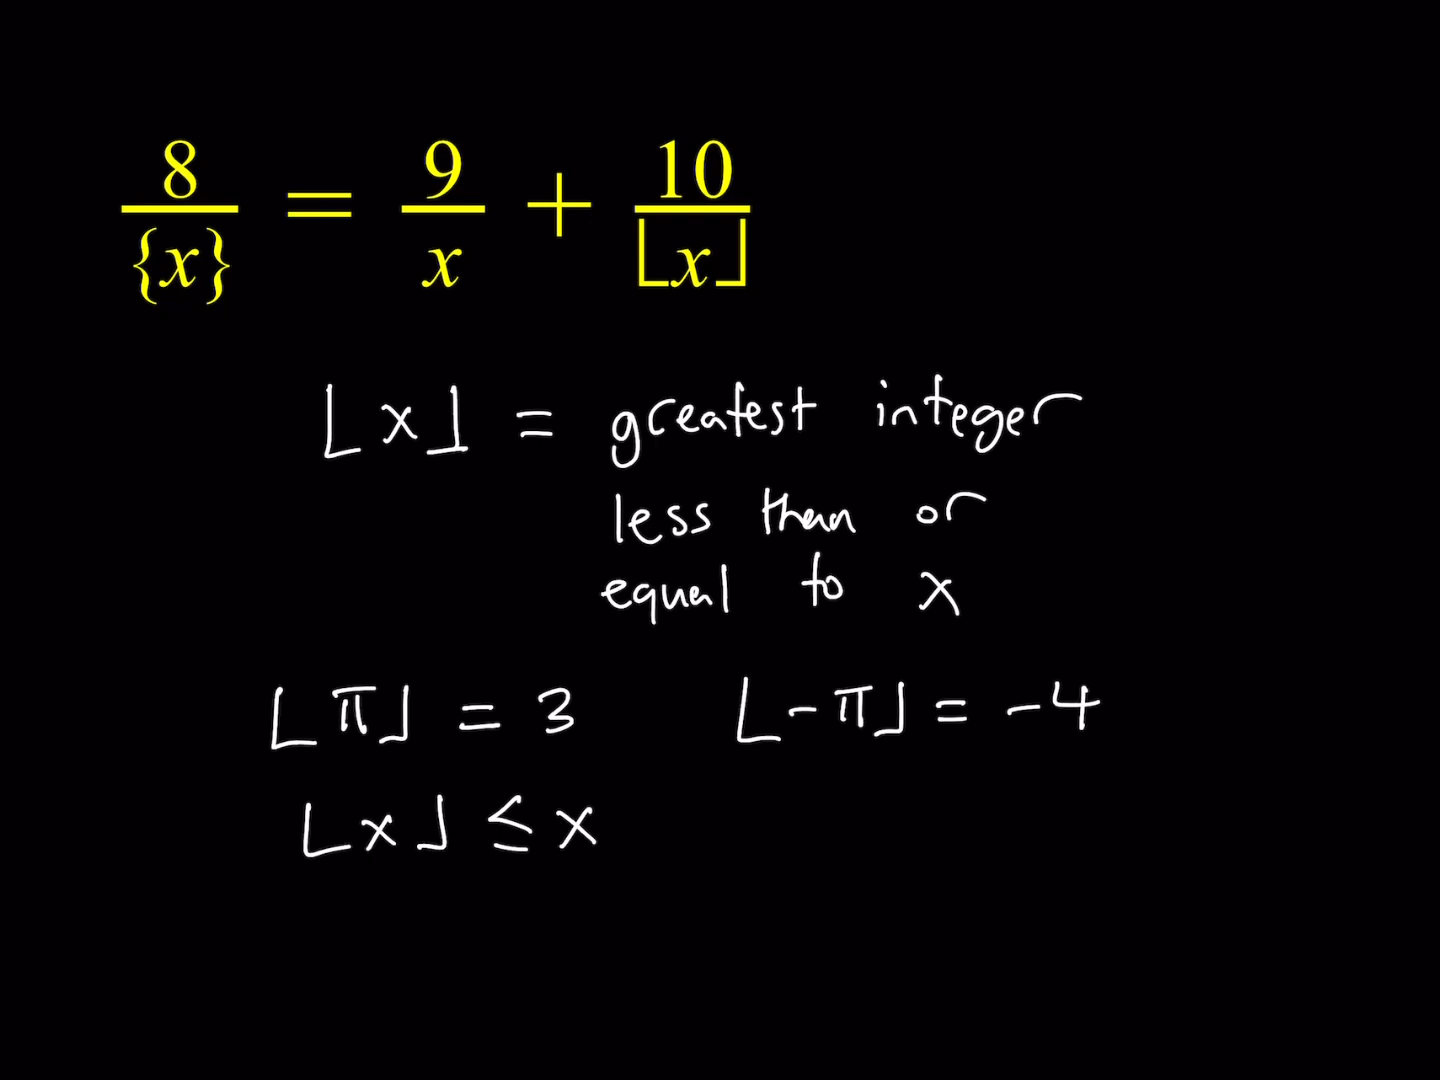 8/{x} = 9/x + 10/⌊x⌋
⌊x⌋ = greatest integer
less than or
equal to x
⌊π⌋ = 3 ⌊-π⌋ = -4
⌊x⌋ ≤ x